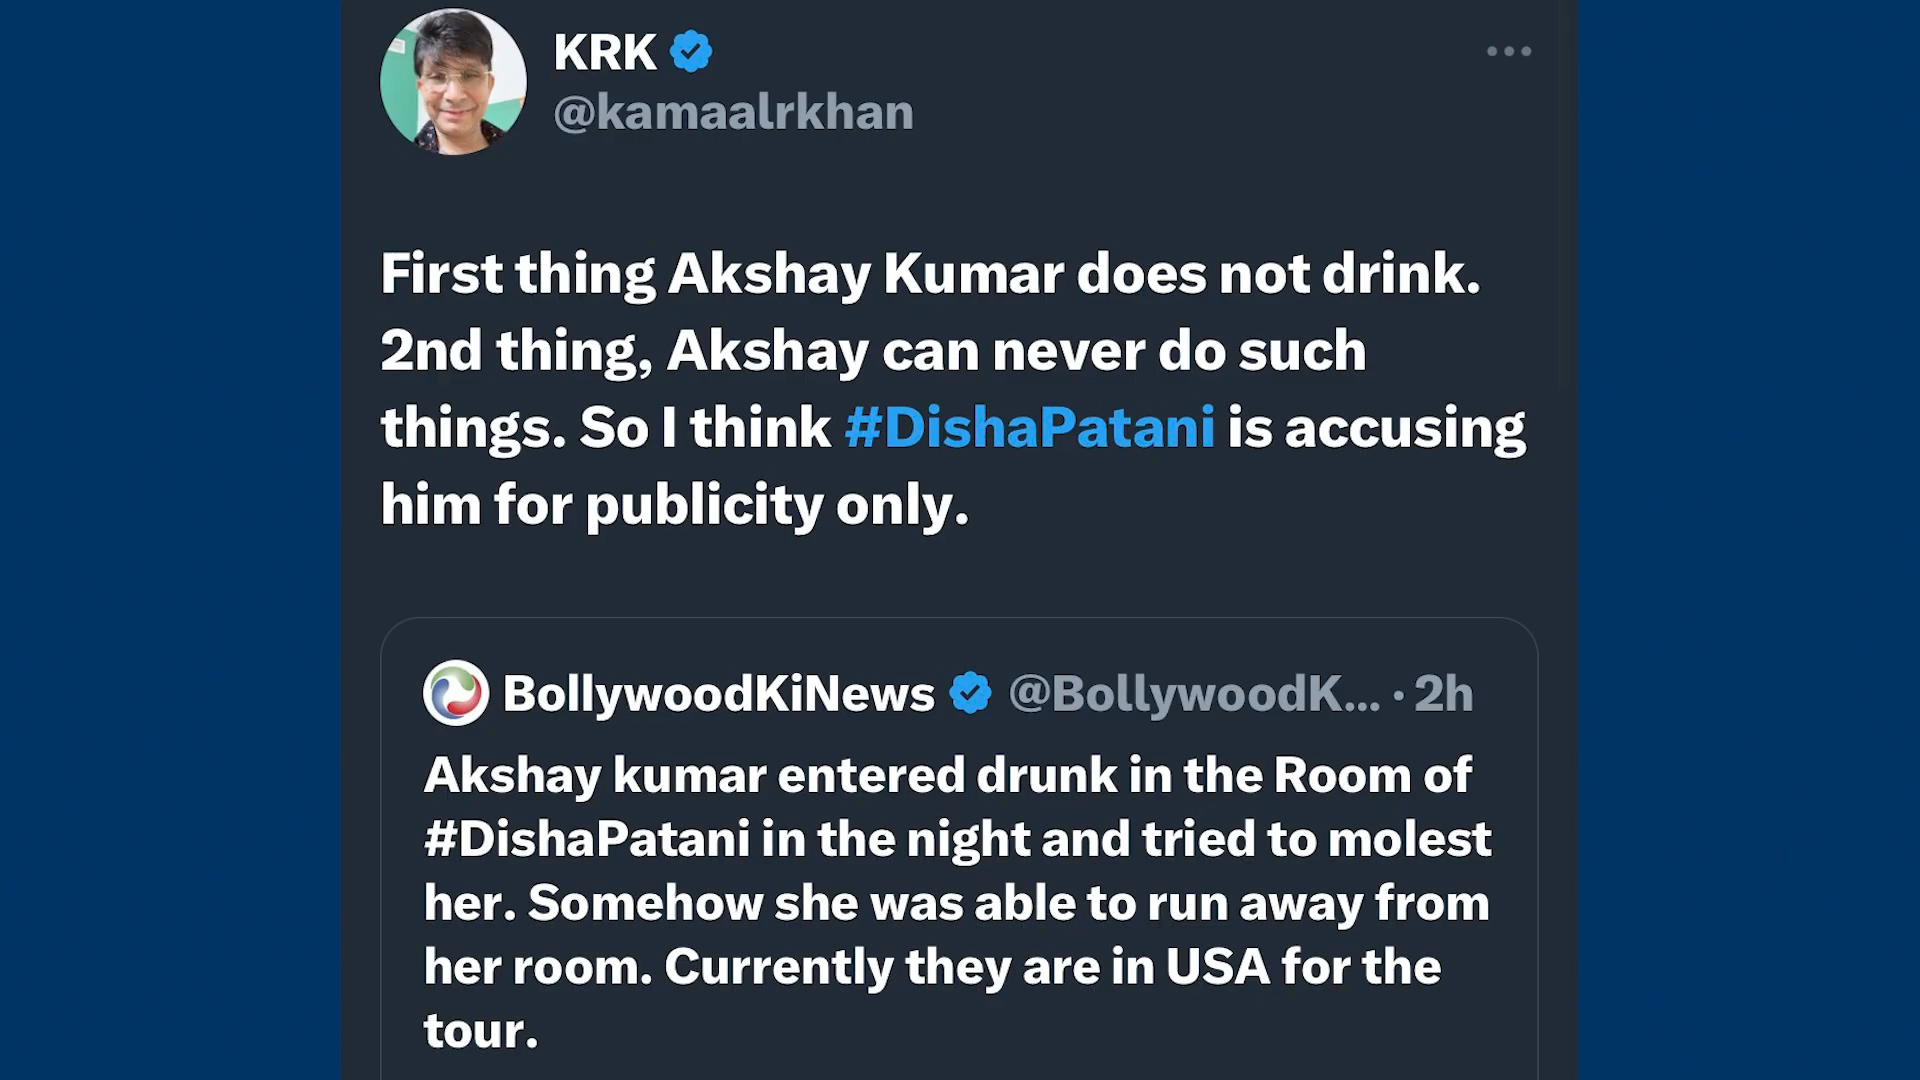 KRK
@kamaalrkhan
First thing Akshay Kumar does not drink.
2nd thing, Akshay can never do such
things. So I think #DishaPatani is accusing
him for publicity only.
BollywoodKiNews @BollywoodK... · 2h
Akshay kumar entered drunk in the Room of
#DishaPatani in the night and tried to molest
her. Somehow she was able to run away from
her room. Currently they are in USA for the
tour.